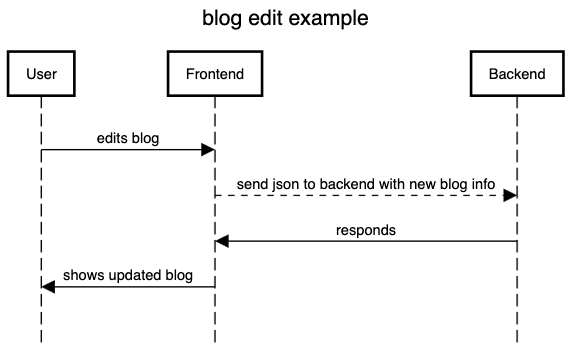 blog edit example
User
Frontend
Backend
edits blog
send json to backend with new blog info
responds
shows updated blog